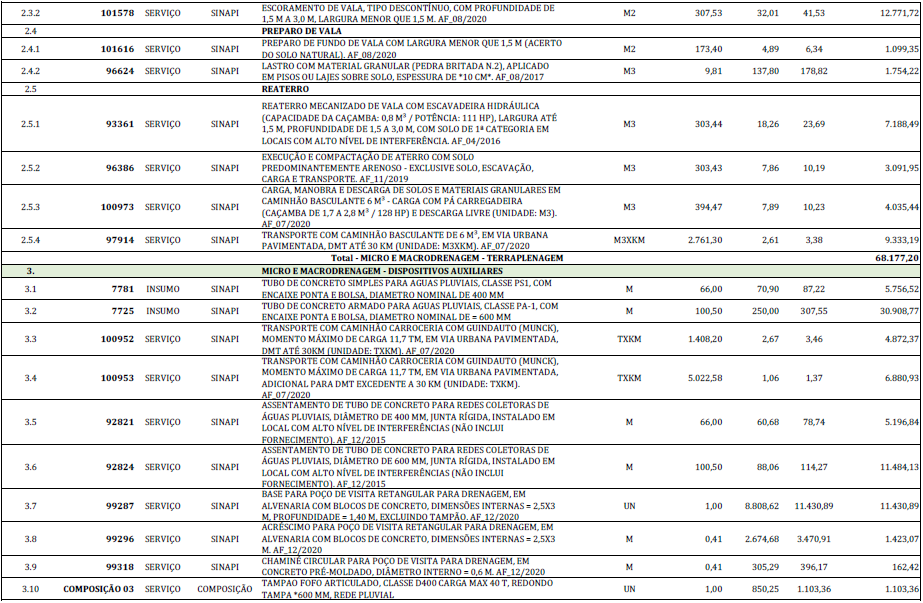 2.3.2 101578 SERVIÇO SINAPI ESCORAMENTO DE VALA, TIPO DESCONTÍNUO, COM PROFUNDIDADE DE
1,5 M A 3,0 M, LARGURA MENOR QUE 1,5 M. AF_08/2020 M2 307,53 32,01 41,53 12.771,72
2.4 PREPARO DE VALA
2.4.1 101616 SERVIÇO SINAPI PREPARO DE FUNDO DE VALA COM LARGURA MENOR QUE 1,5 M (ACERTO
DO SOLO NATURAL). AF_08/2020 M2 173,40 4,89 6,34 1.099,35
2.4.2 96624 SERVIÇO SINAPI LASTRO COM MATERIAL GRANULAR (PEDRA BRITADA N.2), APLICADO
EM PISOS OU LAJES SOBRE SOLO, ESPESSURA DE *10 CM*. AF_08/2017 M3 9,81 137,80 178,82 1.754,22
2.5 REATERRO
2.5.1 93361 SERVIÇO SINAPI REATERRO MECANIZADO DE VALA COM ESCAVADEIRA HIDRÁULICA
(CAPACIDADE DA CAÇAMBA: 0,8 M³ / POTÊNCIA: 111 HP), LARGURA ATÉ
1,5 M, PROFUNDIDADE DE 1,5 A 3,0 M, COM SOLO DE 1ª CATEGORIA EM
LOCAIS COM ALTO NÍVEL DE INTERFERÊNCIA. AF_04/2016 M3 303,44 18,26 23,69 7.188,49
2.5.2 96386 SERVIÇO SINAPI EXECUÇÃO E COMPACTAÇÃO DE ATERRO COM SOLO
PREDOMINANTEMENTE ARENOSO - EXCLUSIVE SOLO, ESCAVAÇÃO,
CARGA E TRANSPORTE. AF_11/2019 M3 303,43 7,86 10,19 3.091,95
2.5.3 100973 SERVIÇO SINAPI CARGA, MANOBRA E DESCARGA DE SOLOS E MATERIAIS GRANULARES EM
CAMINHÃO BASCULANTE 6 M³ - CARGA COM PÁ CARREGADEIRA
(CAÇAMBA DE 1,7 A 2,8 M³ / 128 HP) E DESCARGA LIVRE (UNIDADE: M3).
AF_07/2020 M3 394,47 7,89 10,23 4.035,44
2.5.4 97914 SERVIÇO SINAPI TRANSPORTE COM CAMINHÃO BASCULANTE DE 6 M³, EM VIA URBANA
PAVIMENTADA, DMT ATÉ 30 KM (UNIDADE: M3XKM). AF_07/2020 M3XKM 2.761,30 2,61 3,38 9.333,19
Total - MICRO E MACRODRENAGEM - TERRAPLENAGEM 68.177,20
3. MICRO E MACRODRENAGEM - DISPOSITIVOS AUXILIARES
3.1 7781 INSUMO SINAPI TUBO DE CONCRETO SIMPLES PARA AGUAS PLUVIAIS, CLASSE PS1, COM
ENCAIXE PONTA E BOLSA, DIAMETRO NOMINAL DE 400 MM M 66,00 70,90 87,22 5.756,52
3.2 7725 INSUMO SINAPI TUBO DE CONCRETO ARMADO PARA AGUAS PLUVIAIS, CLASSE PA-1, COM
ENCAIXE PONTA E BOLSA, DIAMETRO NOMINAL DE = 600 MM M 100,50 250,00 307,55 30.908,77
3.3 100952 SERVIÇO SINAPI TRANSPORTE COM CAMINHÃO CARROCERIA COM GUINDAUTO (MUNCK),
MOMENTO MÁXIMO DE CARGA 11,7 TM, EM VIA URBANA PAVIMENTADA,
DMT ATÉ 30KM (UNIDADE: TXKM). AF_07/2020 TXKM 1.408,20 2,67 3,46 4.872,37
3.4 100953 SERVIÇO SINAPI TRANSPORTE COM CAMINHÃO CARROCERIA COM GUINDAUTO (MUNCK),
MOMENTO MÁXIMO DE CARGA 11,7 TM, EM VIA URBANA PAVIMENTADA,
ADICIONAL PARA DMT EXCEDENTE A 30 KM (UNIDADE: TXKM).
AF_07/2020 TXKM 5.022,58 1,06 1,37 6.880,93
3.5 92821 SERVIÇO SINAPI ASSENTAMENTO DE TUBO DE CONCRETO PARA REDES COLETORAS DE
ÁGUAS PLUVIAIS, DIÂMETRO DE 400 MM, JUNTA RÍGIDA, INSTALADO EM
LOCAL COM ALTO NÍVEL DE INTERFERÊNCIAS (NÃO INCLUI
FORNECIMENTO). AF_12/2015 M 66,00 60,68 78,74 5.196,84
3.6 92824 SERVIÇO SINAPI ASSENTAMENTO DE TUBO DE CONCRETO PARA REDES COLETORAS DE
ÁGUAS PLUVIAIS, DIÂMETRO DE 600 MM, JUNTA RÍGIDA, INSTALADO EM
LOCAL COM ALTO NÍVEL DE INTERFERÊNCIAS (NÃO INCLUI
FORNECIMENTO). AF_12/2015 M 100,50 88,06 114,27 11.484,13
3.7 99287 SERVIÇO SINAPI BASE PARA POÇO DE VISITA RETANGULAR PARA DRENAGEM, EM
ALVENARIA COM BLOCOS DE CONCRETO, DIMENSÕES INTERNAS = 2,5X3
M, PROFUNDIDADE = 1,40 M, EXCLUINDO TAMPÃO. AF_12/2020 UN 1,00 8.808,62 11.430,89 11.430,89
3.8 99296 SERVIÇO SINAPI ACRÉSCIMO PARA POÇO DE VISITA RETANGULAR PARA DRENAGEM, EM
ALVENARIA COM BLOCOS DE CONCRETO, DIMENSÕES INTERNAS = 2,5X3
M. AF_12/2020 M 0,41 2.674,68 3.470,91 1.423,07
3.9 99318 SERVIÇO SINAPI CHAMINÉ CIRCULAR PARA POÇO DE VISITA PARA DRENAGEM, EM
CONCRETO PRÉ-MOLDADO, DIÂMETRO INTERNO = 0,6 M. AF_12/2020 M 0,41 305,29 396,17 162,42
3.10 COMPOSIÇÃO 03 SERVIÇO COMPOSIÇÃO TAMPAO FOFO ARTICULADO, CLASSE D400 CARGA MAX 40 T, REDONDO
TAMPA *600 MM, REDE PLUVIAL UN 1,00 850,25 1.103,36 1.103,36